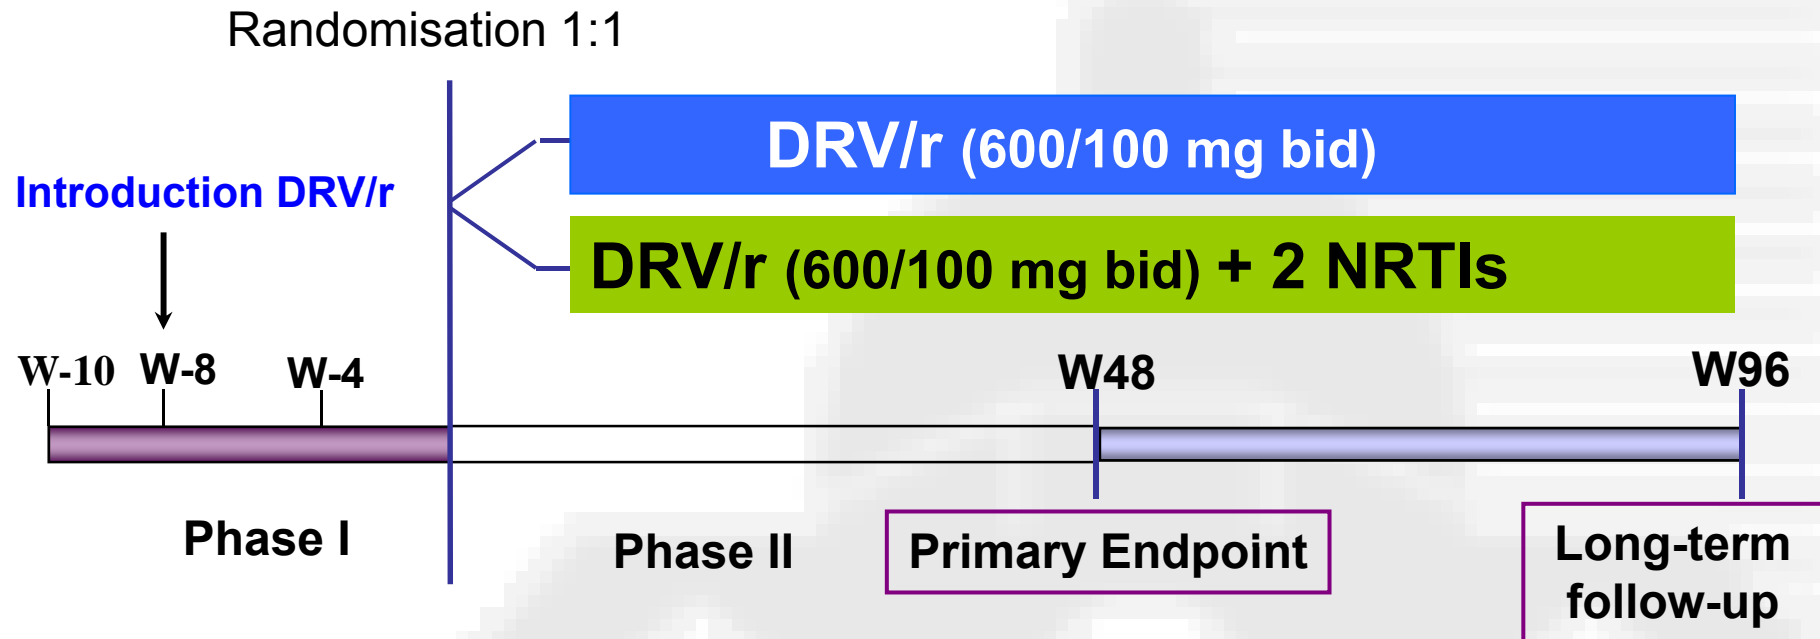 Randomisation 1:1
DRV/r (600/100 mg bid)
Introduction DRV/r
DRV/r (600/100 mg bid) + 2 NRTIs
W-10 W-8 W-4 W48 W96
Phase I Phase II Primary Endpoint Long-term
follow-up